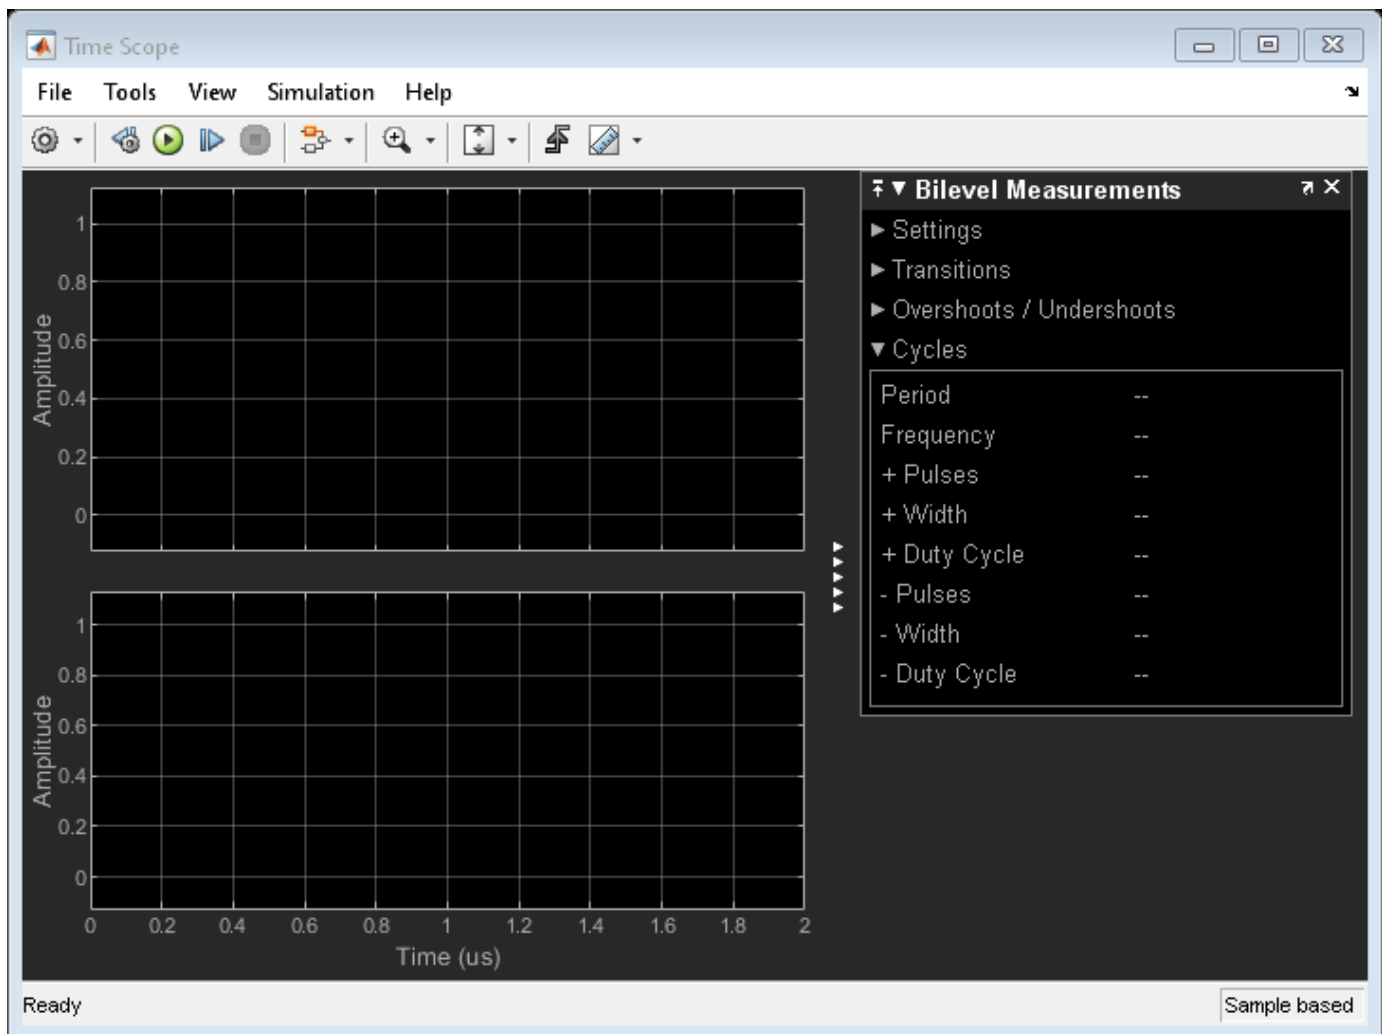 Time Scope
File Tools View Simulation Help
Bilevel Measurements
Settings
Transitions
Overshoots / Undershoots
Cycles
Period --
Frequency --
+ Pulses --
+ Width --
+ Duty Cycle --
- Pulses --
- Width --
- Duty Cycle --
Amplitude
1
0.8
0.6
0.4
0.2
0
Amplitude
1
0.8
0.6
0.4
0.2
0
0 0.2 0.4 0.6 0.8 1 1.2 1.4 1.6 1.8 2
Time (us)
Ready Sample based